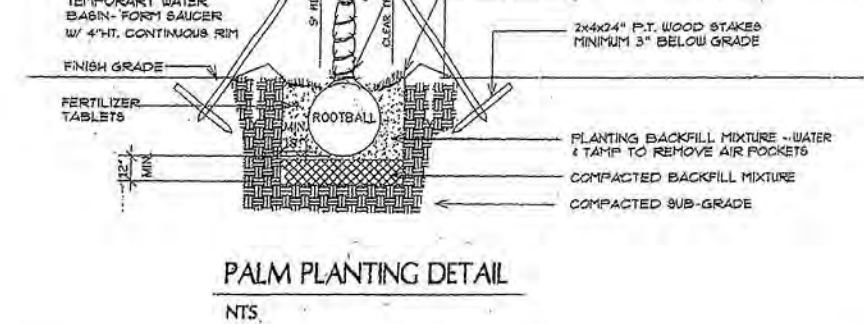 TEMPORARY WATER
BASIN-FORM SAUCER
W/ 4"HT. CONTINUOUS RIM
FINISH GRADE
FERTILIZER
TABLETS
12"
MIN.
MIN.
ROOTBALL
CLEAR
2x4x24" P.T. WOOD STAKES
MINIMUM 3" BELOW GRADE
PLANTING BACKFILL MIXTURE - WATER
& TAMP TO REMOVE AIR POCKETS
COMPACTED BACKFILL MIXTURE
COMPACTED SUB-GRADE
PALM PLANTING DETAIL
NTS